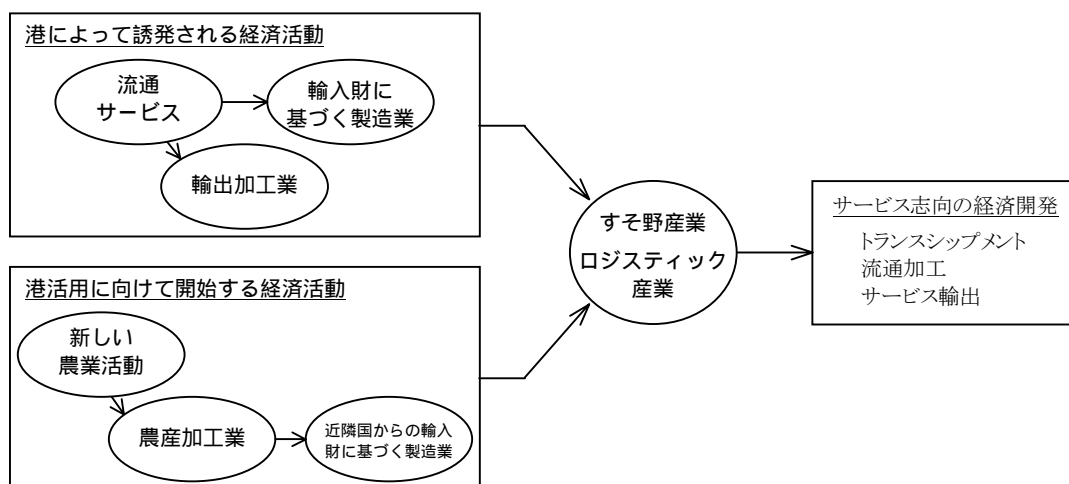 港によって誘発される経済活動
流通
サービス
輸入財に
基づく製造業
輸出加工業
港活用に向けて開始する経済活動
新しい
農業活動
農産加工業
近隣国からの輸入
財に基づく製造業
すそ野産業
ロジスティック
産業
サービス志向の経済開発
トランスシップメント
流通加工
サービス輸出